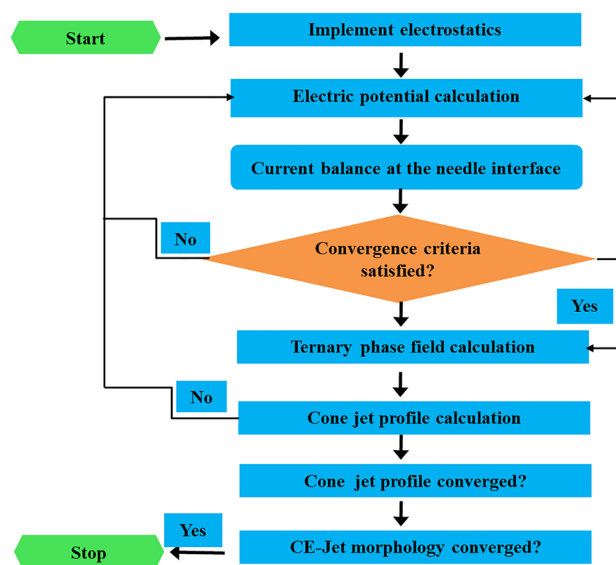 Start
Implement electrostatics
Electric potential calculation
Current balance at the needle interface
No
Convergence criteria
satisfied?
Yes
Ternary phase field calculation
No
Cone jet profile calculation
Cone jet profile converged?
Yes
Stop
CE-Jet morphology converged?